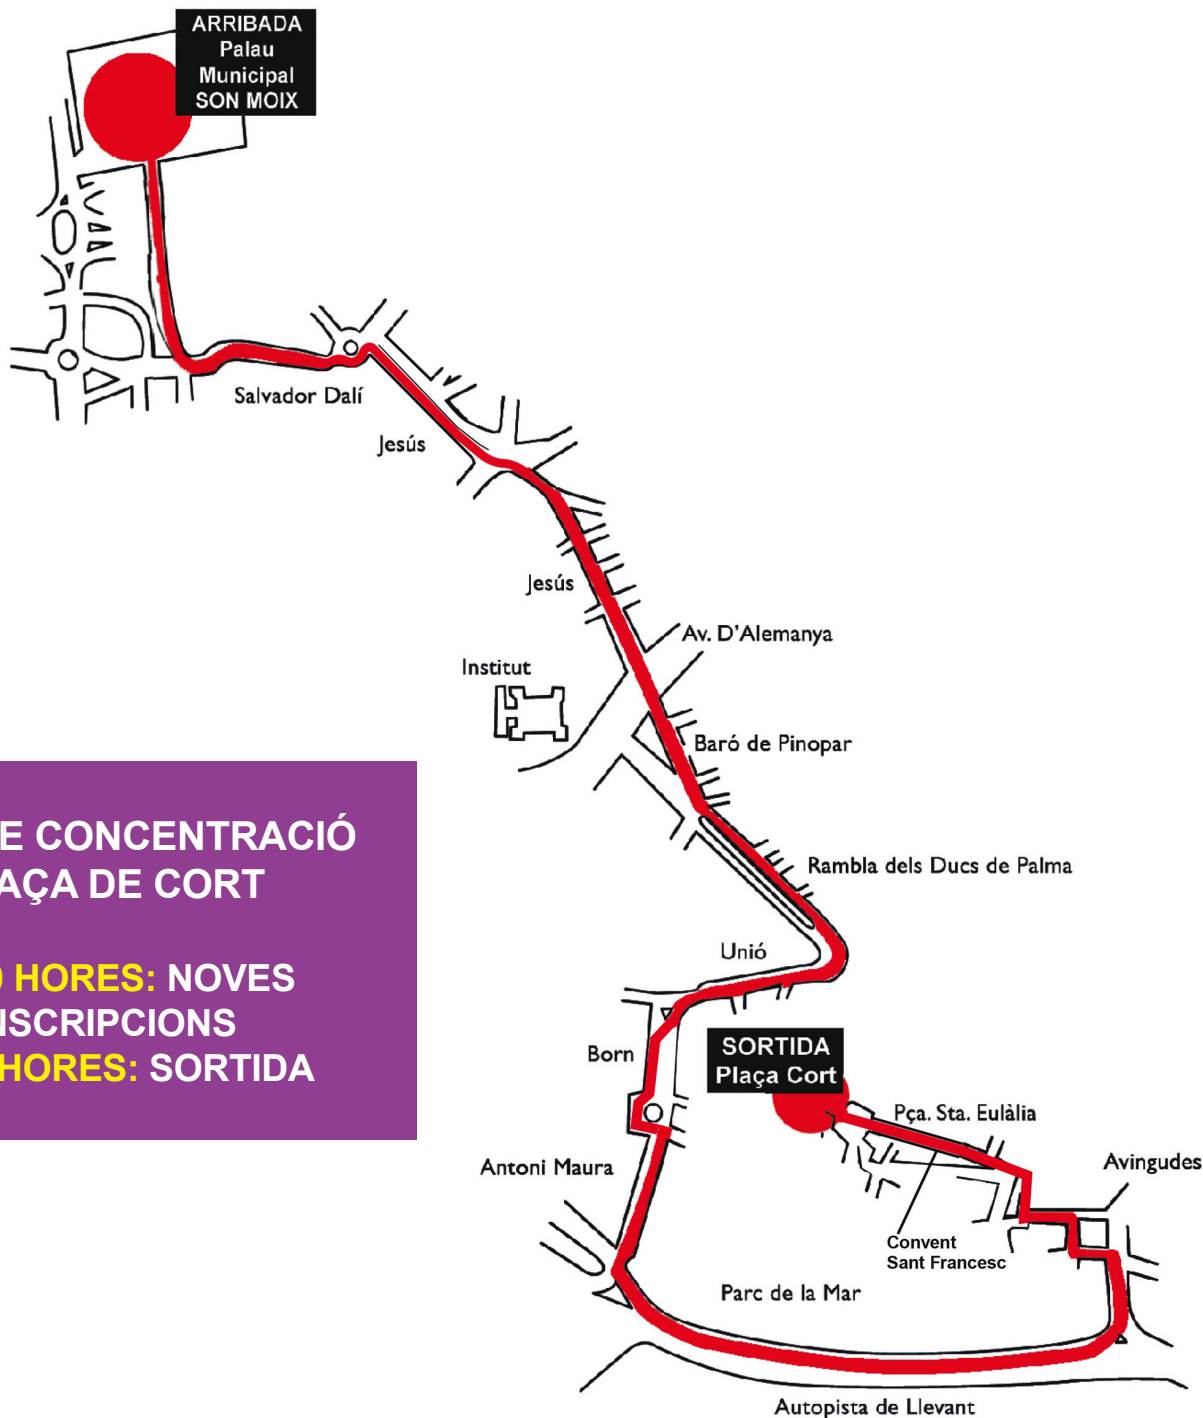 ARRIBADA
Palau
Municipal
SON MOIX
Salvador Dalí
Jesús
Jesús
Av. D'Alemanya
Institut
Baró de Pinopar
Rambla dels Ducs de Palma
Unió
Born
SORTIDA
Plaça Cort
Pça. Sta. Eulàlia
Antoni Maura
Avingudes
Convent
Sant Francesc
Parc de la Mar
Autopista de Llevant
E CONCENTRACIÓ
AÇA DE CORT
HORES: NOVES
NSCRIPCIONS
HORES: SORTIDA